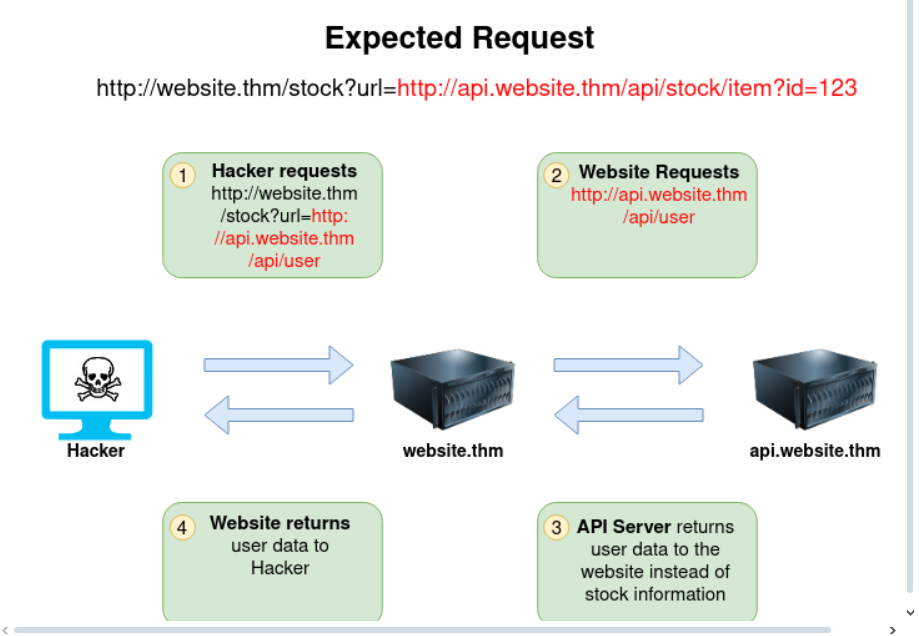 Expected Request
http://website.thm/stock?url=http://api.website.thm/api/stock/item?id=123
1
Hacker requests
http://website.thm
/stock?url=http:
//api.website.thm
/api/user
2
Website Requests
http://api.website.thm
/api/user
Hacker
website.thm
api.website.thm
4
Website returns
user data to
Hacker
3
API Server returns
user data to the
website instead of
stock information